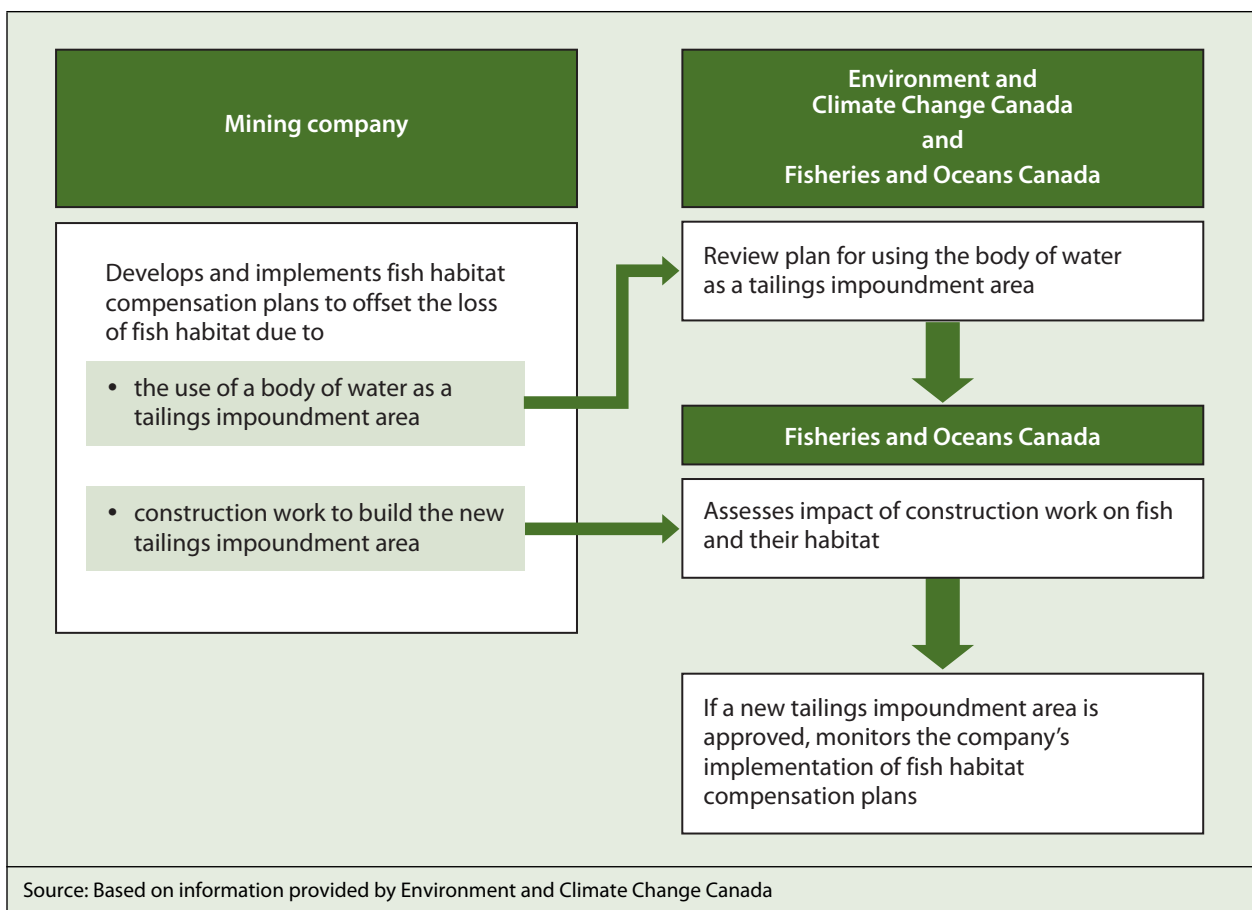 Mining company
Develops and implements fish habitat
compensation plans to offset the loss
of fish habitat due to
• the use of a body of water as a
tailings impoundment area
• construction work to build the new
tailings impoundment area
Environment and
Climate Change Canada
and
Fisheries and Oceans Canada
Review plan for using the body of water
as a tailings impoundment area
Fisheries and Oceans Canada
Assesses impact of construction work on fish
and their habitat
If a new tailings impoundment area is
approved, monitors the company’s
implementation of fish habitat
compensation plans
Source: Based on information provided by Environment and Climate Change Canada